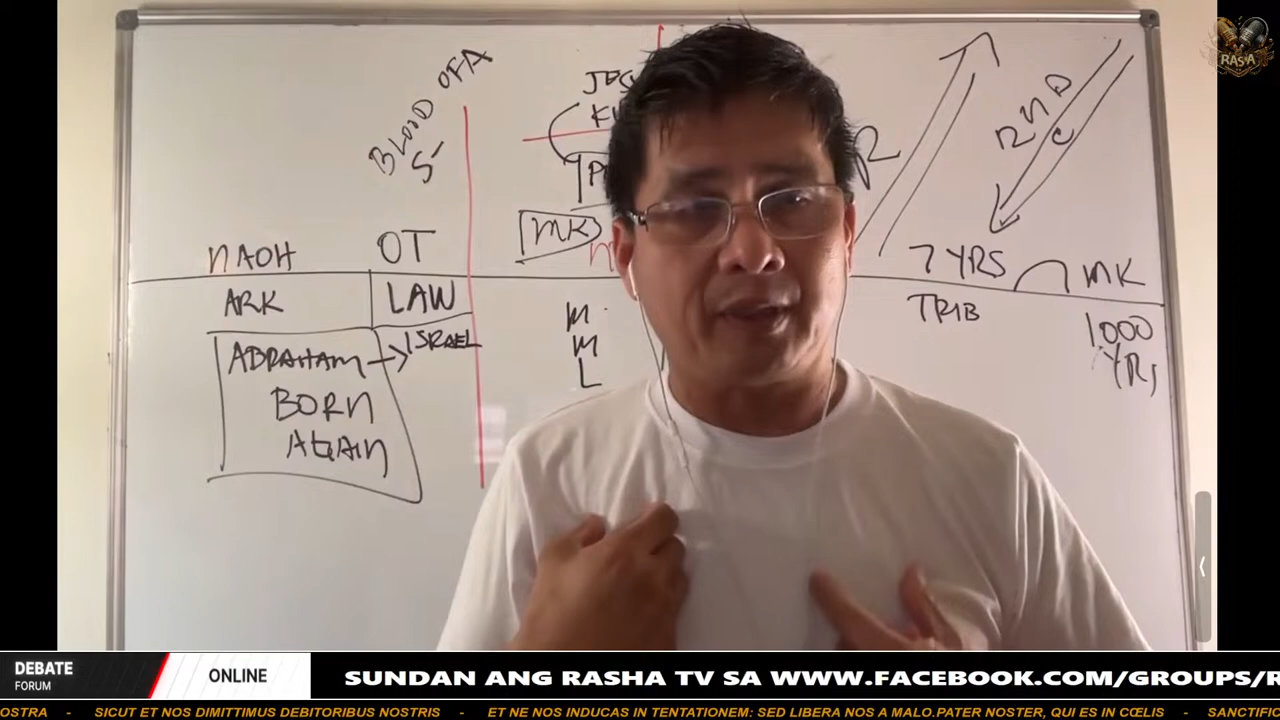 BLOOD OF A
S-
RASA
R
2ND
C
NAOH
OT
MK
7 YRS
MK
ARK
LAW
TRIB
1,000
YRS
ABRAHAM → ISRAEL
BORN
AGAIN
M
M
L
DEBATE
FORUM
ONLINE
SUNDAN ANG RASHA TV SA WWW.FACEBOOK.COM/GROUPS/R
OSTRA - SICUT ET NOS DIMITTIMUS DEBITORIBUS NOSTRIS - ET NE NOS INDUCAS IN TENTATIONEM: SED LIBERA NOS A MALO.PATER NOSTER, QUI ES IN CŒLIS - SANCTIFIC